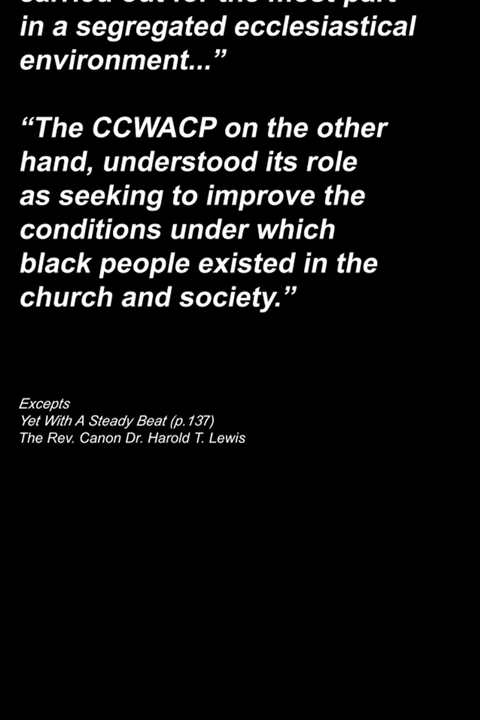 carried out for the most part
in a segregated ecclesiastical
environment...”
“The CCWACP on the other
hand, understood its role
as seeking to improve the
conditions under which
black people existed in the
church and society.”
Excepts
Yet With A Steady Beat (p.137)
The Rev. Canon Dr. Harold T. Lewis